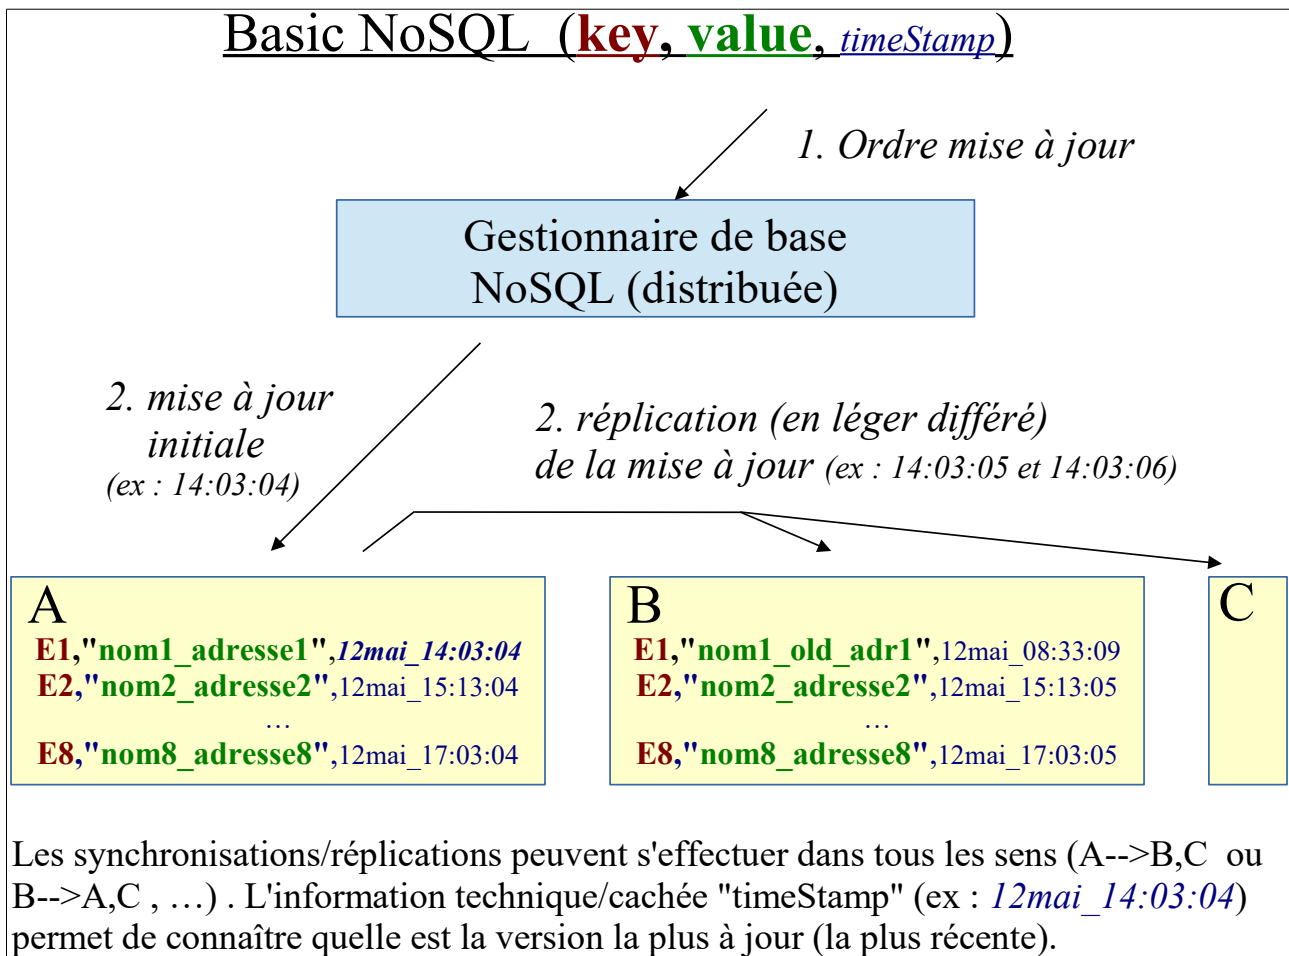 Basic NoSQL (key, value, timeStamp)
1. Ordre mise à jour
Gestionnaire de base
NoSQL (distribuée)
2. mise à jour
initiale
(ex : 14:03:04)
2. réplication (en léger différé)
de la mise à jour (ex : 14:03:05 et 14:03:06)
A
E1,"nom1_adresse1",12mai_14:03:04
E2,"nom2_adresse2",12mai_15:13:04
…
E8,"nom8_adresse8",12mai_17:03:04
B
E1,"nom1_old_adr1",12mai_08:33:09
E2,"nom2_adresse2",12mai_15:13:05
…
E8,"nom8_adresse8",12mai_17:03:05
C
Les synchronisations/réplications peuvent s'effectuer dans tous les sens (A-->B,C ou
B-->A,C , …) . L'information technique/cachée "timeStamp" (ex : 12mai_14:03:04)
permet de connaître quelle est la version la plus à jour (la plus récente).